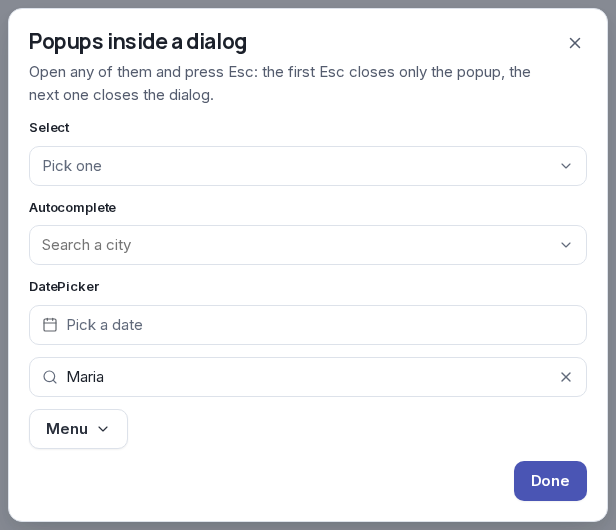 Popups inside a dialog
Open any of them and press Esc: the first Esc closes only the popup, the
next one closes the dialog.
Select
Pick one
Autocomplete
Search a city
DatePicker
Pick a date
Maria
Menu
Done